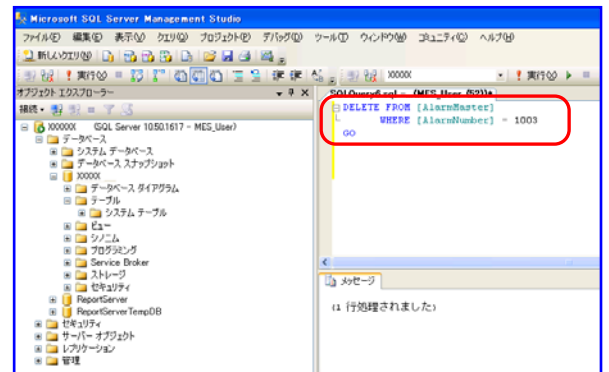 Microsoft SQL Server Management Studio
ファイル(F) 編集(E) 表示(V) クエリ(Q) プロジェクト(P) デバッグ(D) ツール(T) ウィンドウ(W) コミュニティ(C) ヘルプ(H)
新しいクエリ(N)
実行(X) XXXXX 実行(X)
オブジェクト エクスプローラー
接続
XXXXXX (SQL Server 10.50.1617 - MES_User)
データベース
システム データベース
データベース スナップショット
XXXXX
データベース ダイアグラム
テーブル
システム テーブル
ビュー
シノニム
プログラミング
Service Broker
ストレージ
セキュリティ
ReportServer
ReportServerTempDB
セキュリティ
サーバー オブジェクト
レプリケーション
管理
(MES_User (52))*
DELETE FROM [AlarmMaster]
WHERE [AlarmNumber] = 1003
GO
メッセージ
(1 行処理されました)